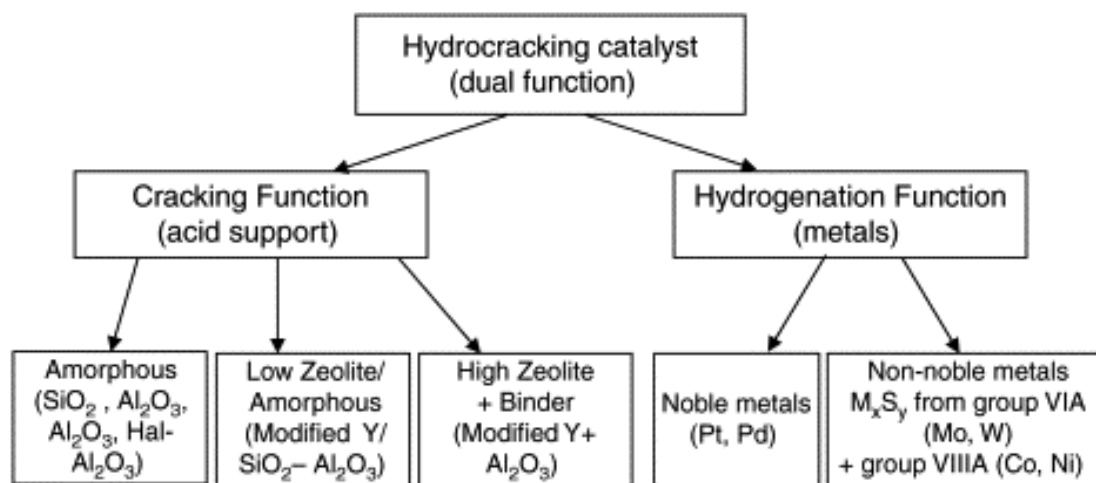 Hydrocracking catalyst
(dual function)
Cracking Function
(acid support)
Hydrogenation Function
(metals)
Amorphous
(SiO₂ , Al₂O₃,
Al₂O₃, Hal-
Al₂O₃)
Low Zeolite/
Amorphous
(Modified Y/
SiO₂– Al₂O₃)
High Zeolite
+ Binder
(Modified Y+
Al₂O₃)
Noble metals
(Pt, Pd)
Non-noble metals
MₓSᵧ from group VIA
(Mo, W)
+ group VIIIA (Co, Ni)